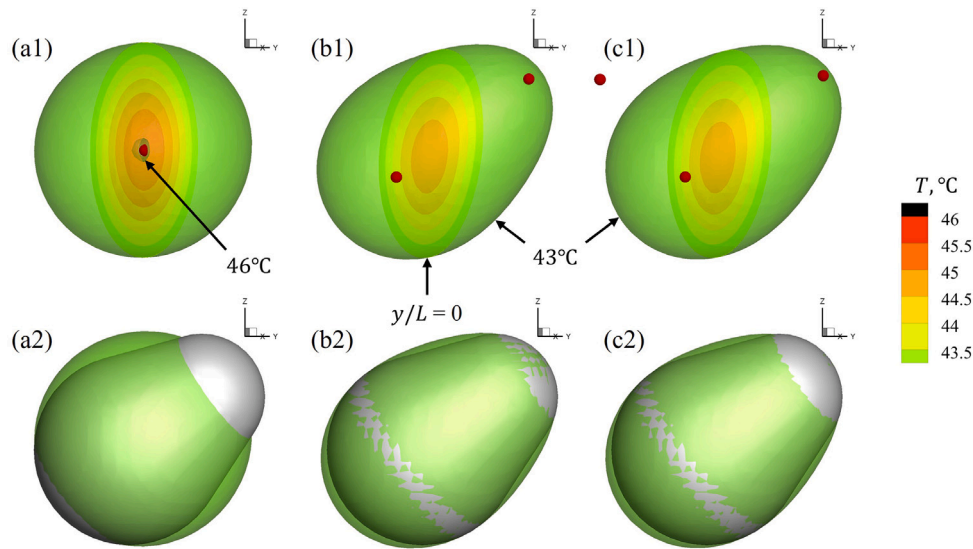 (a1)
Z
X Y
(b1)
Z
X Y
(c1)
Z
X Y
T, °C
46
45.5
45
44.5
44
43.5
46℃
43℃
y/L = 0
(a2)
Z
X Y
(b2)
Z
X Y
(c2)
Z
X Y